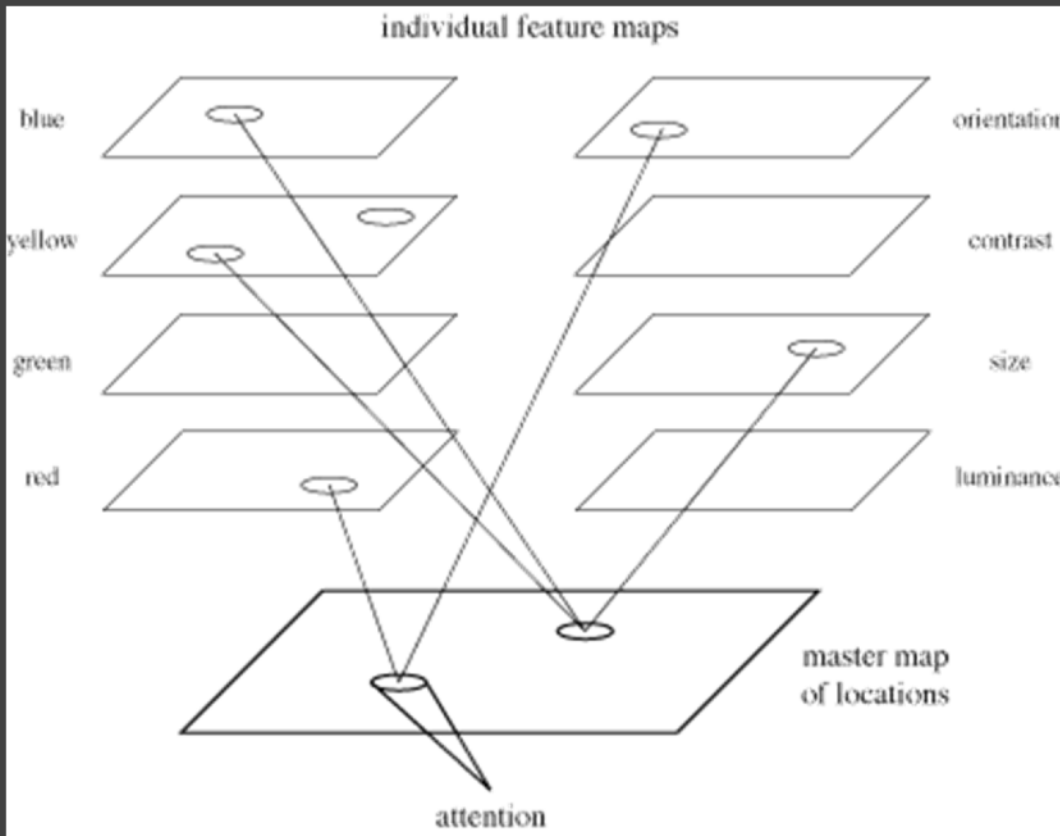 individual feature maps
blue
orientation
yellow
contrast
green
size
red
luminance
master map
of locations
attention